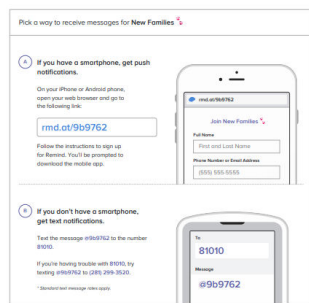 Pick a way to receive messages for New Families
A
If you have a smartphone, get push
notifications.
On your iPhone or Android phone,
open your web browser and go to
the following link:
rmd.at/9b9762
Follow the instructions to sign up
for Remind. You'll be prompted to
download the mobile app.
rmd.at/9b9762
Join New Families
Full Name
First and Last Name
Phone Number or Email Address
(555) 555-5555
B
If you don't have a smartphone,
get text notifications.
Text the message @9b9762 to the number
81010.
If you're having trouble with 81010, try
texting @9b9762 to (281) 299-3520.
* Standard text message rates apply.
To
81010
Message
@9b9762